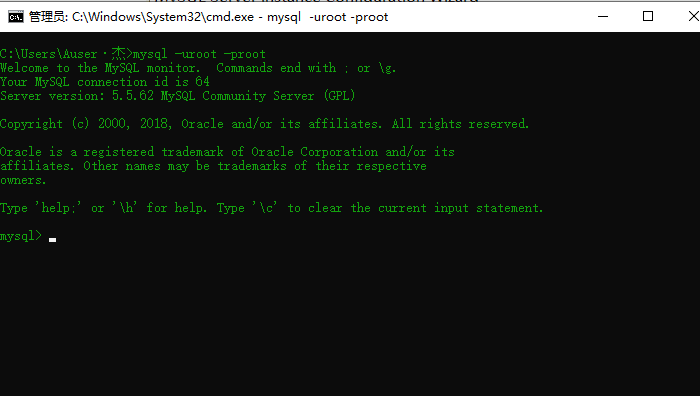 管理员: C:\Windows\System32\cmd.exe - mysql  -uroot -proot
C:\Users\Auser·杰>mysql -uroot -proot
Welcome to the MySQL monitor.  Commands end with ; or \g.
Your MySQL connection id is 64
Server version: 5.5.62 MySQL Community Server (GPL)
Copyright (c) 2000, 2018, Oracle and/or its affiliates. All rights reserved.
Oracle is a registered trademark of Oracle Corporation and/or its
affiliates. Other names may be trademarks of their respective
owners.
Type 'help;' or '\h' for help. Type '\c' to clear the current input statement.
mysql>